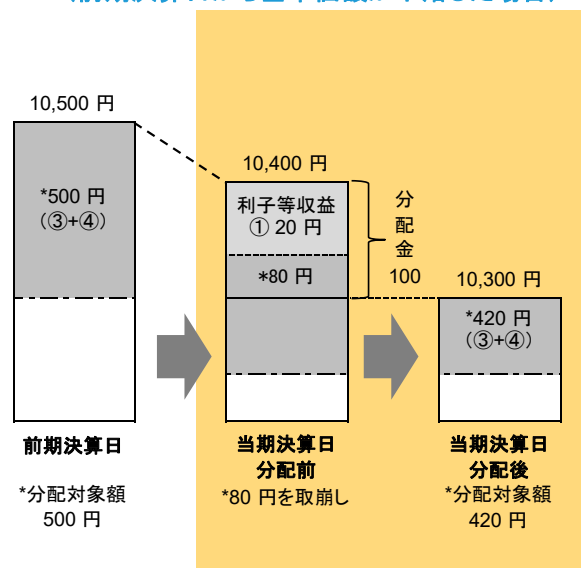 10,500 円
*500 円
(③+④)
前期決算日
*分配対象額
500 円
10,400 円
利子等収益
① 20 円
*80 円
分
配
金
100
当期決算日
分配前
*80 円を取崩し
10,300 円
*420 円
(③+④)
当期決算日
分配後
*分配対象額
420 円